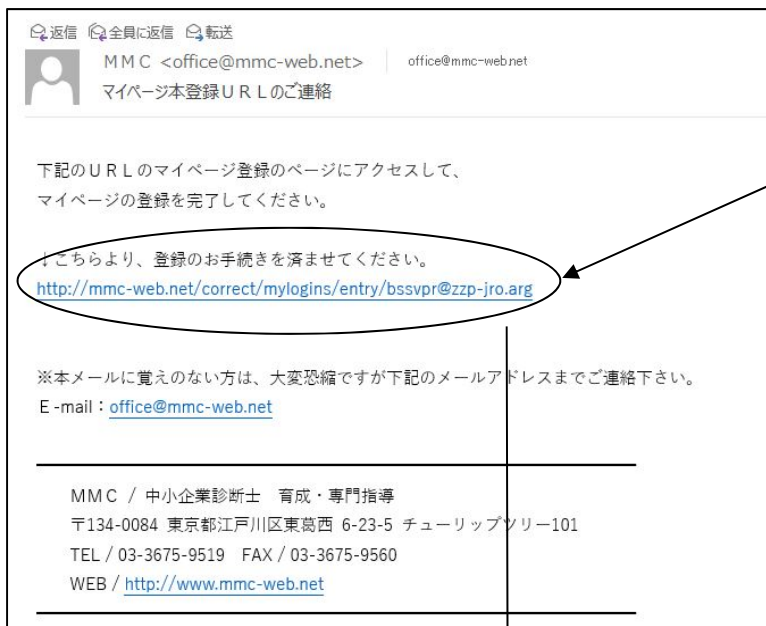 返信 全員に返信 転送
MMC <office@mmc-web.net> office@mmc-web.net
マイページ本登録URLのご連絡
下記のURLのマイページ登録のページにアクセスして、
マイページの登録を完了してください。
↓こちらより、登録のお手続きを済ませてください。
http://mmc-web.net/correct/mylogins/entry/bssvpr@zzp-jro.arg
※本メールに覚えのない方は、大変恐縮ですが下記のメールアドレスまでご連絡下さい。
E-mail：office@mmc-web.net
MMC / 中小企業診断士 育成・専門指導
〒134-0084 東京都江戸川区東葛西 6-23-5 チューリップツリー101
TEL / 03-3675-9519 FAX / 03-3675-9560
WEB / http://www.mmc-web.net